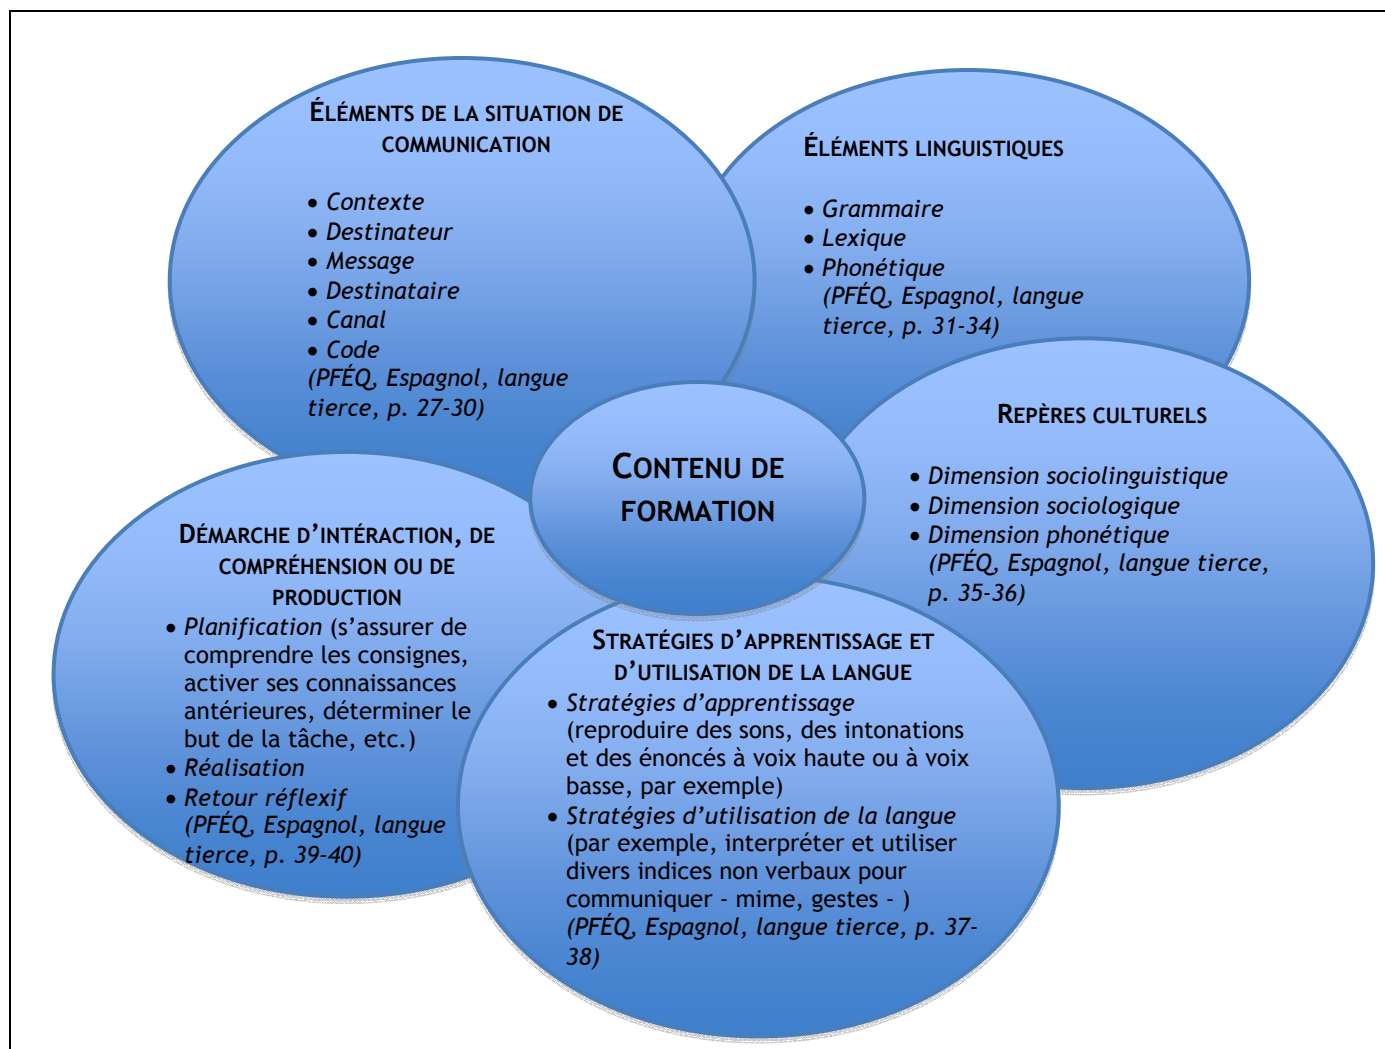 ÉLÉMENTS DE LA SITUATION DE
COMMUNICATION
• Contexte
• Destinateur
• Message
• Destinataire
• Canal
• Code
(PFÉQ, Espagnol, langue
tierce, p. 27-30)
ÉLÉMENTS LINGUISTIQUES
• Grammaire
• Lexique
• Phonétique
(PFÉQ, Espagnol, langue
tierce, p. 31-34)
REPÈRES CULTURELS
• Dimension sociolinguistique
• Dimension sociologique
• Dimension phonétique
(PFÉQ, Espagnol, langue tierce,
p. 35-36)
CONTENU DE
FORMATION
DÉMARCHE D’INTÉRACTION, DE
COMPRÉHENSION OU DE
PRODUCTION
• Planification (s’assurer de
comprendre les consignes,
activer ses connaissances
antérieures, déterminer le
but de la tâche, etc.)
• Réalisation
• Retour réflexif
(PFÉQ, Espagnol, langue
tierce, p. 39-40)
STRATÉGIES D’APPRENTISSAGE ET
D’UTILISATION DE LA LANGUE
• Stratégies d’apprentissage
(reproduire des sons, des intonations
et des énoncés à voix haute ou à voix
basse, par exemple)
• Stratégies d’utilisation de la langue
(par exemple, interpréter et utiliser
divers indices non verbaux pour
communiquer - mime, gestes - )
(PFÉQ, Espagnol, langue tierce, p. 37-
38)